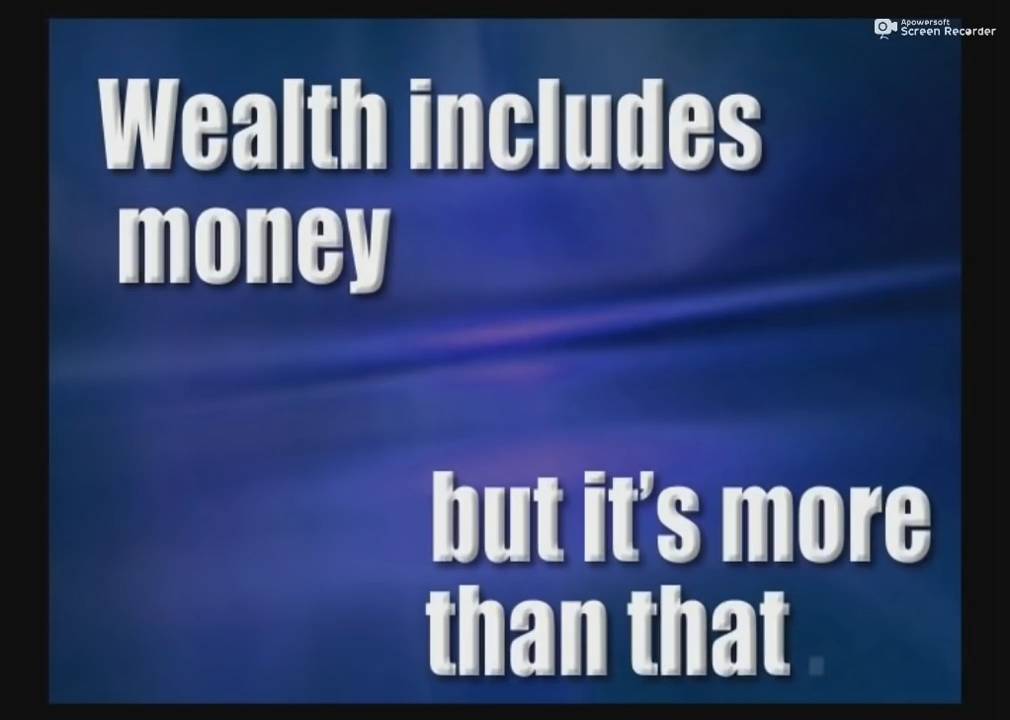 Apowersoft
Screen Recorder
Wealth includes
money
but it's more
than that .